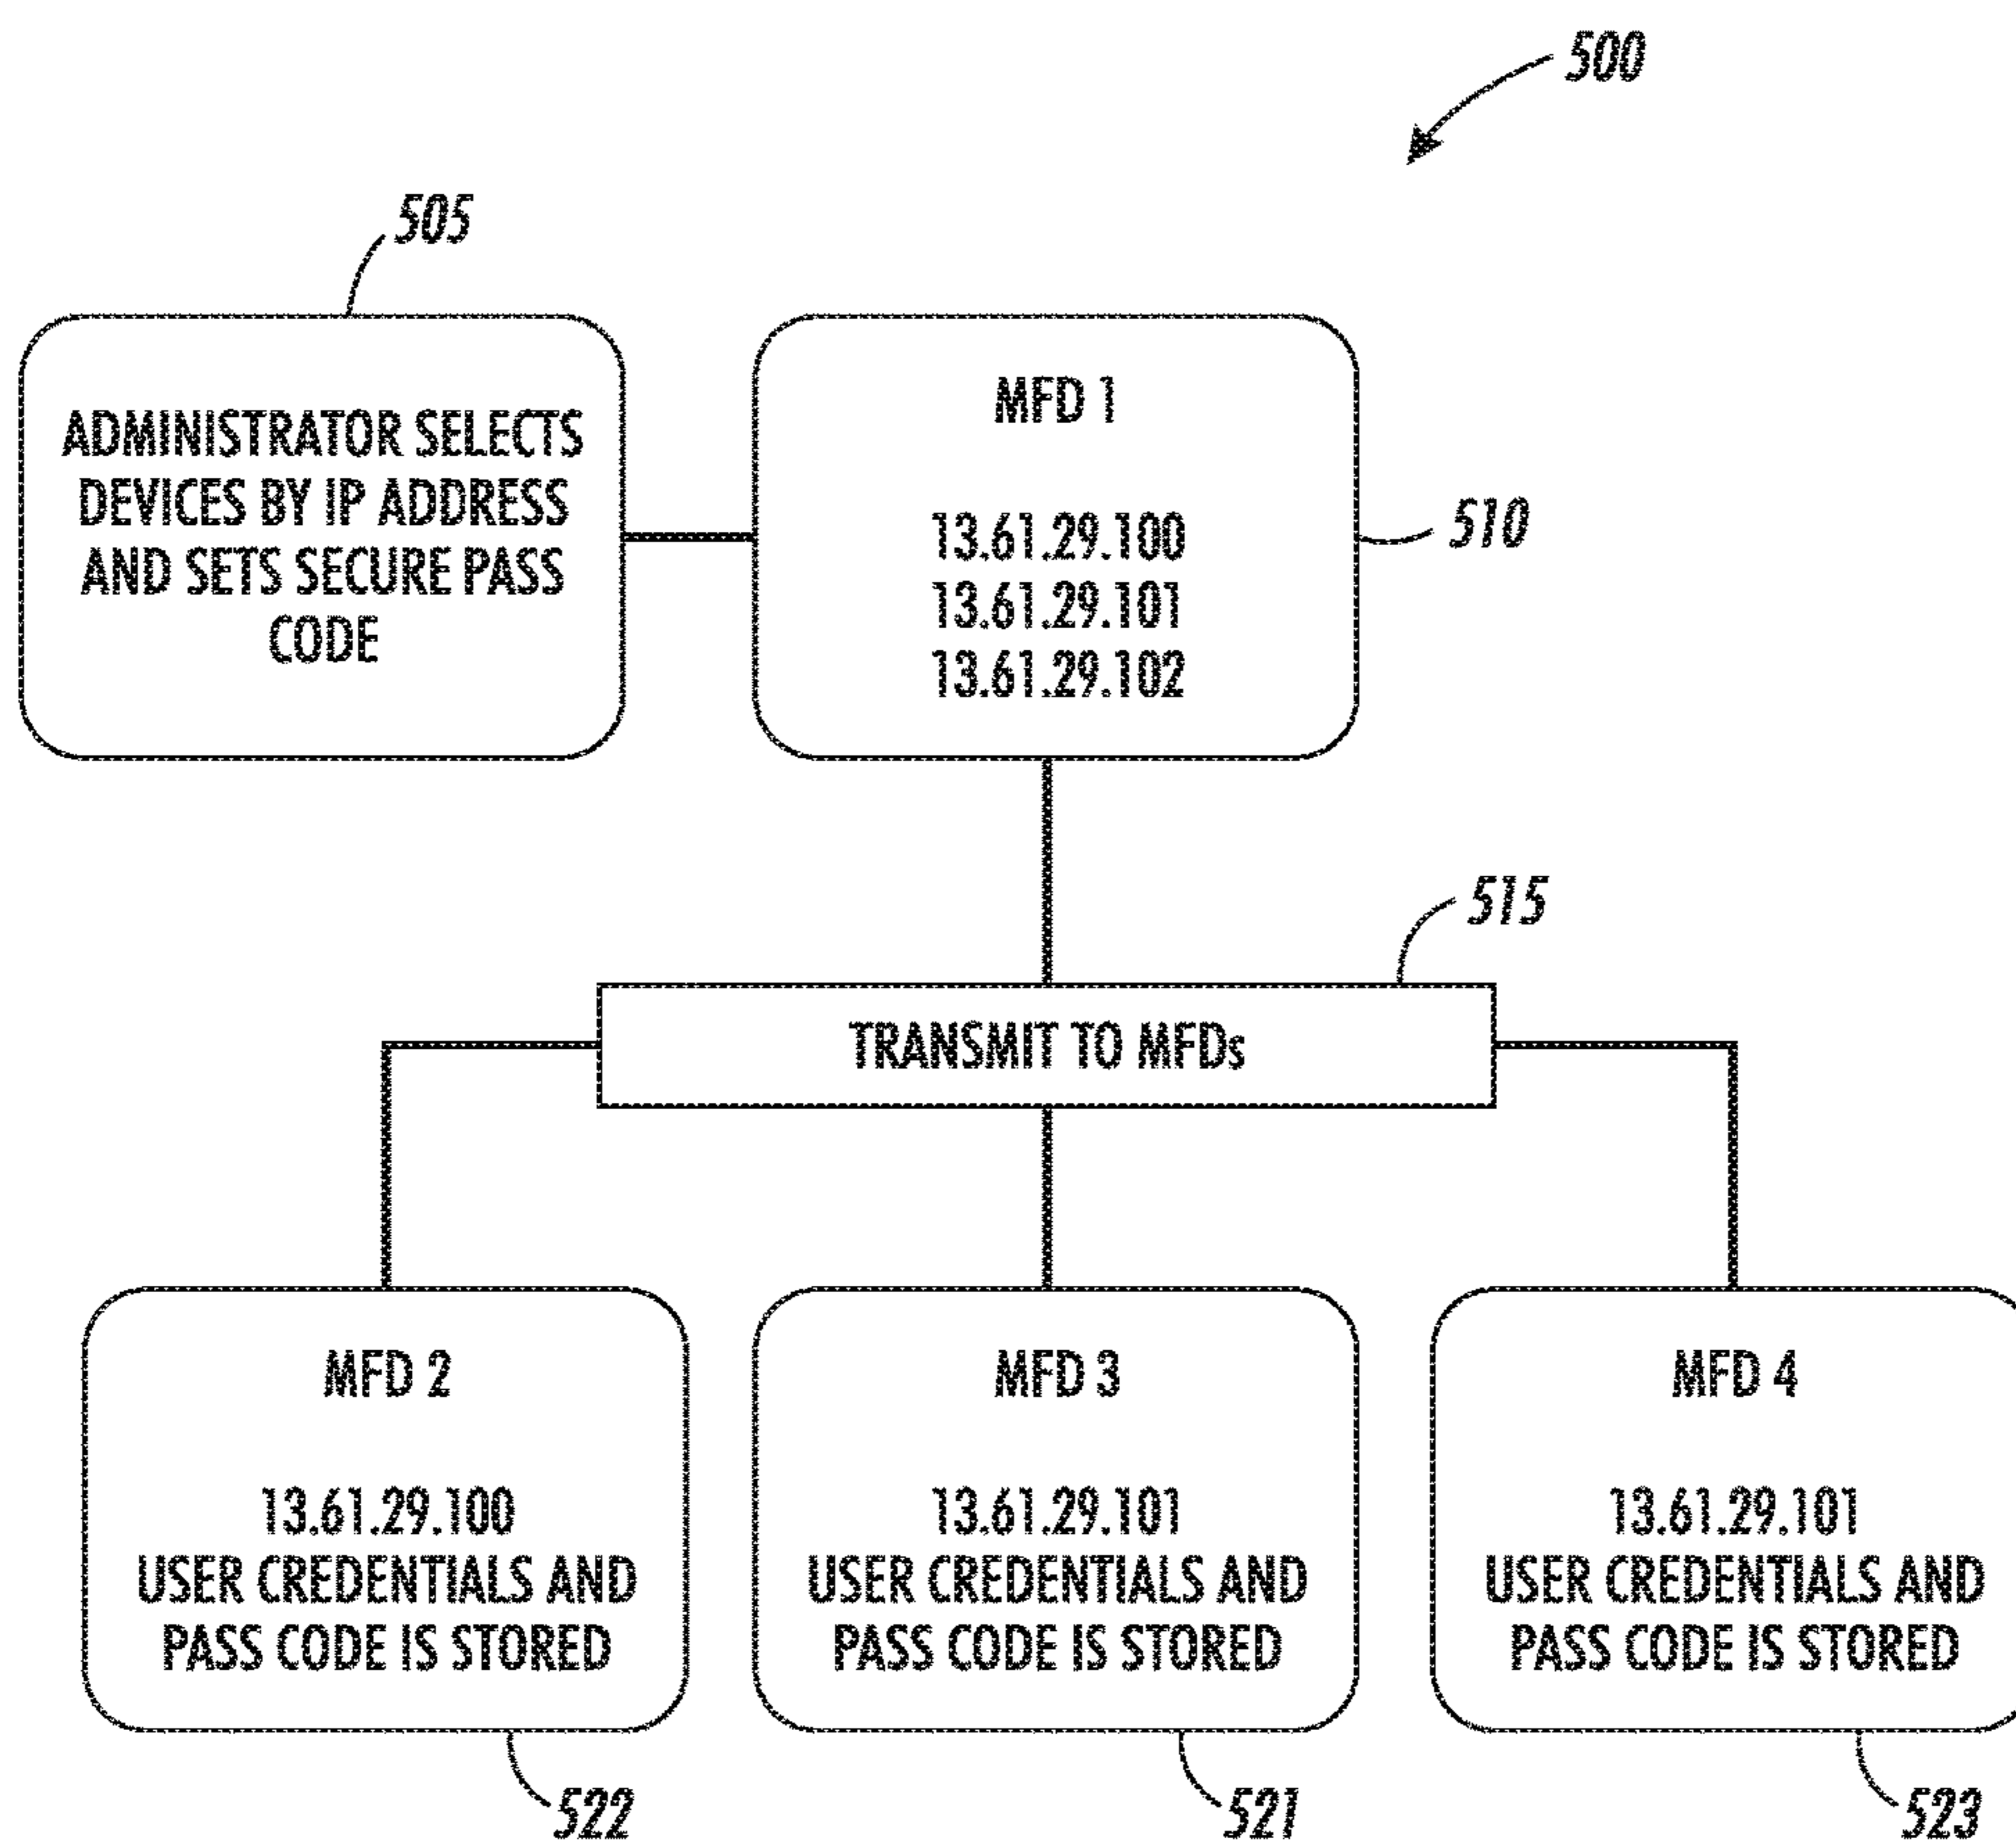 500
505
ADMINISTRATOR SELECTS
DEVICES BY IP ADDRESS
AND SETS SECURE PASS
CODE
MFD 1
13.61.29.100
13.61.29.101
13.61.29.102
510
515
TRANSMIT TO MFDs
MFD 2
13.61.29.100
USER CREDENTIALS AND
PASS CODE IS STORED
522
MFD 3
13.61.29.101
USER CREDENTIALS AND
PASS CODE IS STORED
521
MFD 4
13.61.29.101
USER CREDENTIALS AND
PASS CODE IS STORED
523